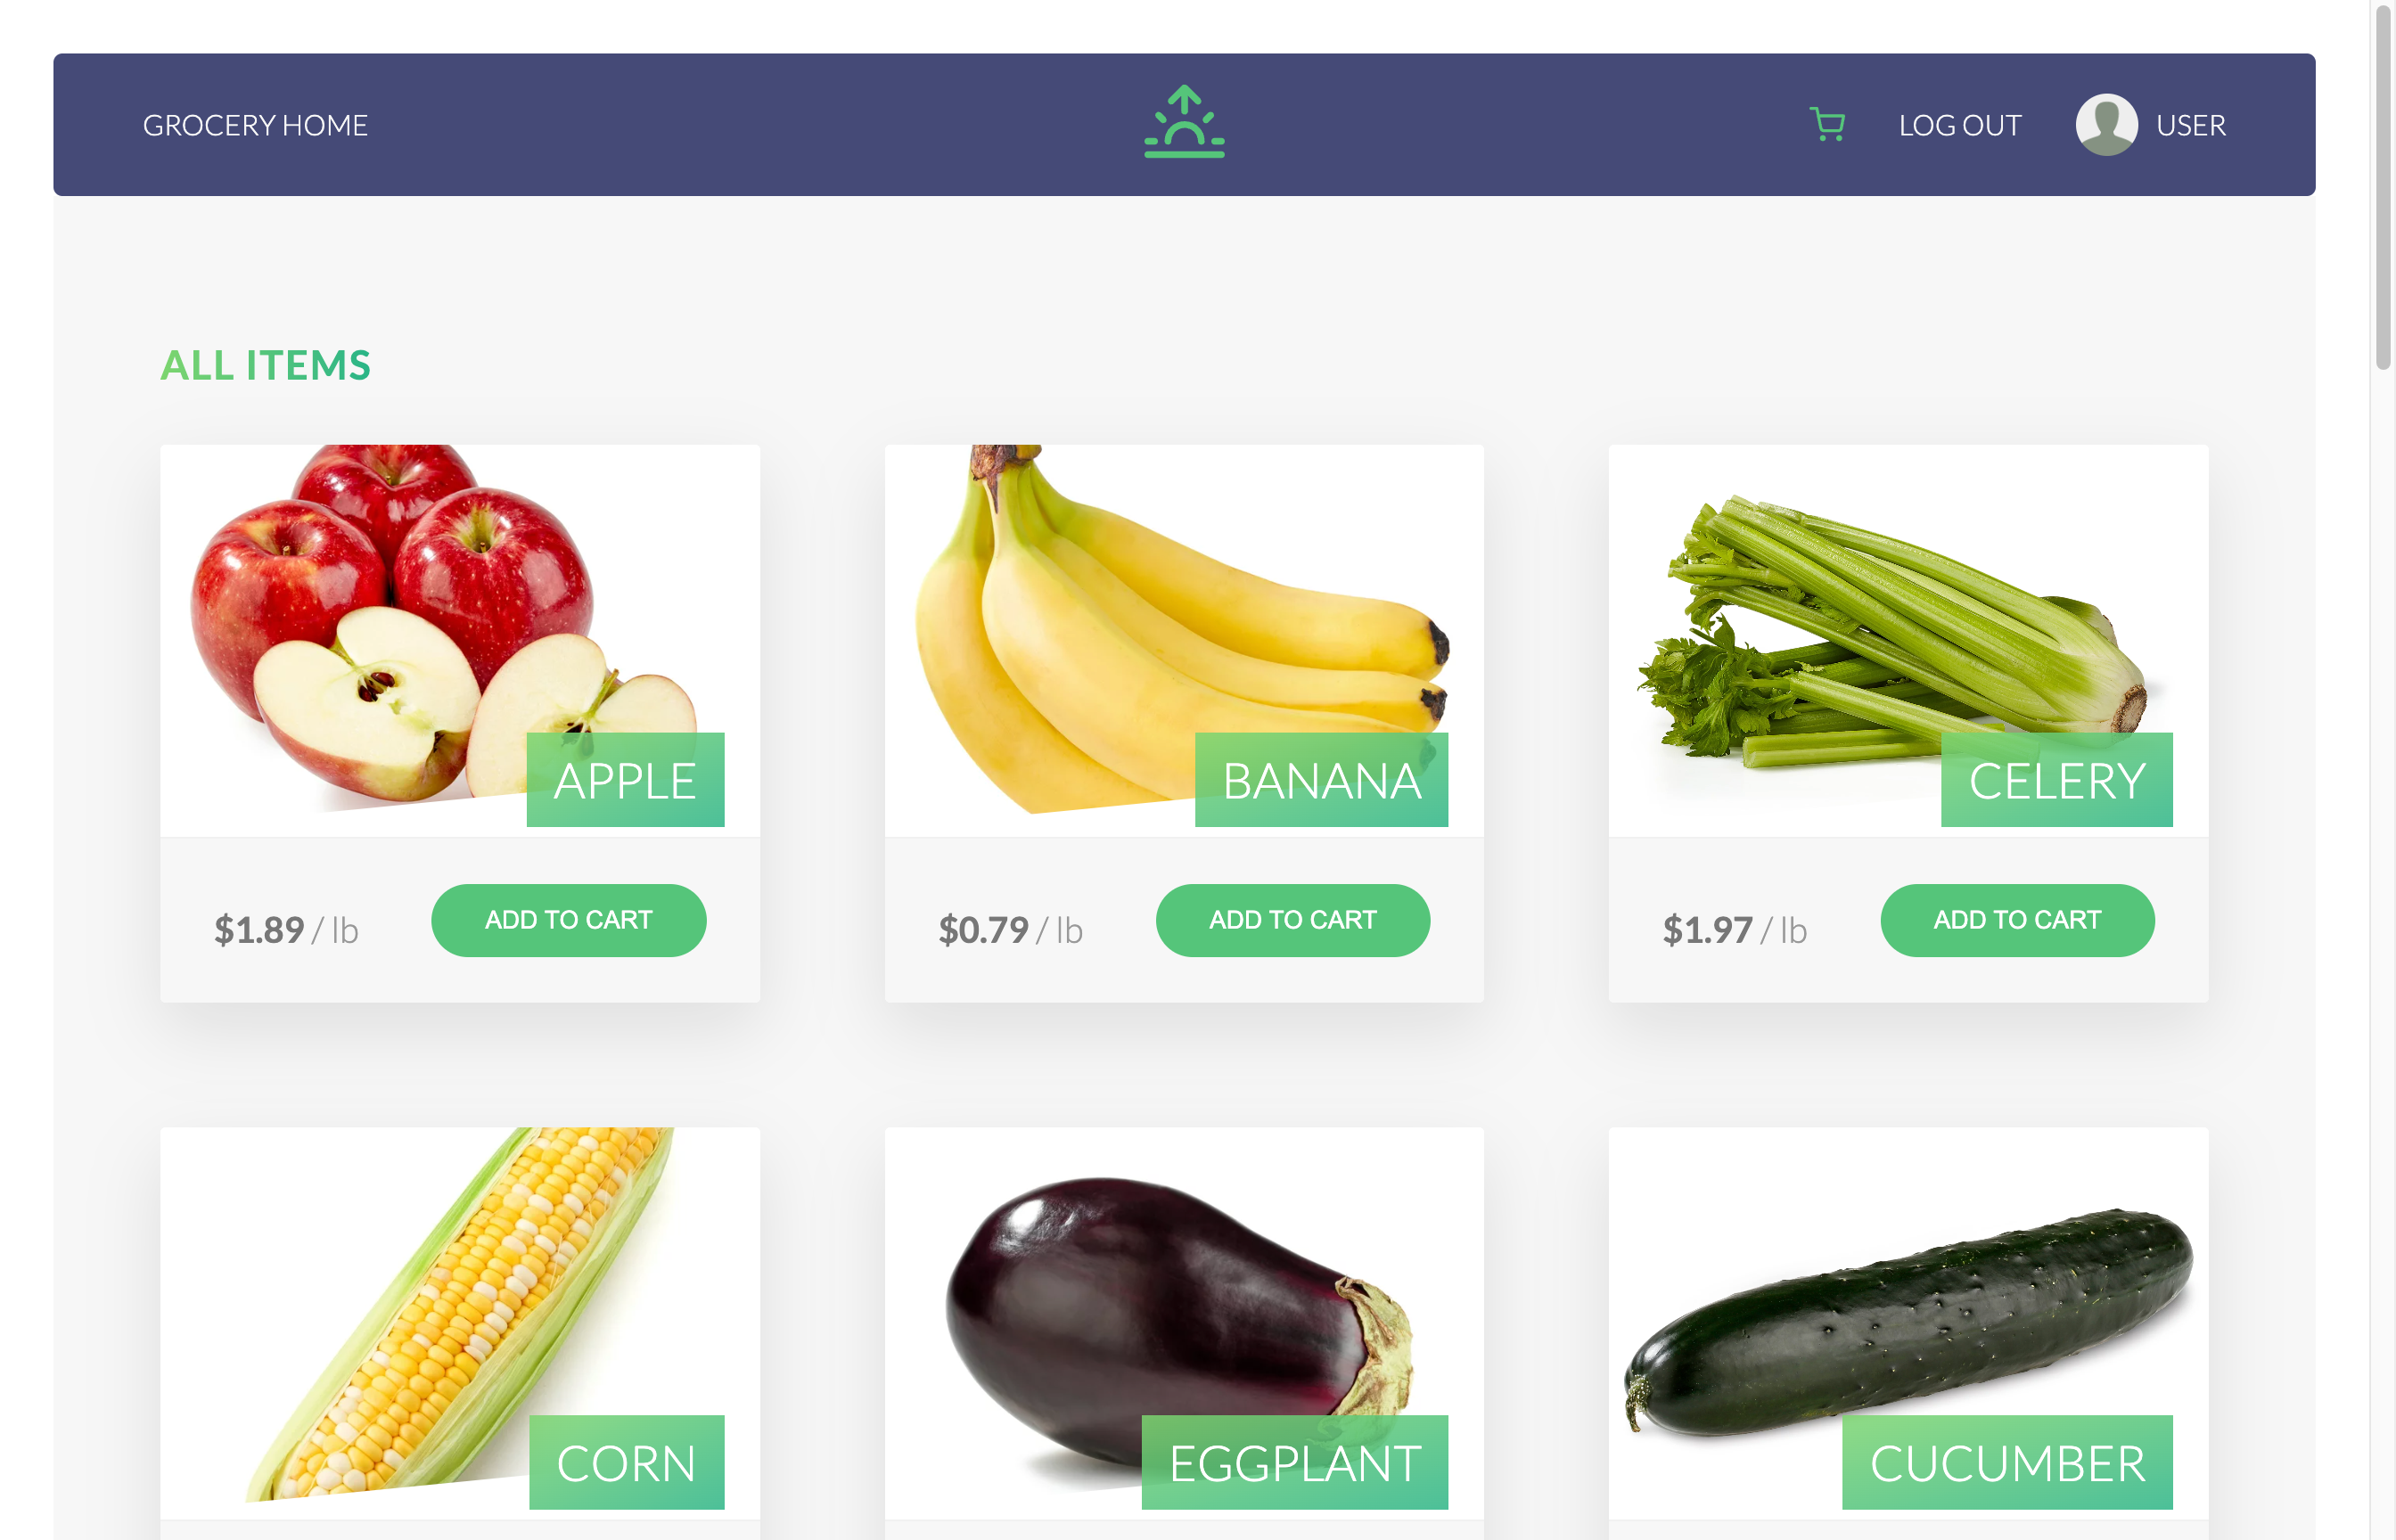 GROCERY HOME
LOG OUT
USER
ALL ITEMS
APPLE
BANANA
CELERY
$1.89 / lb
ADD TO CART
$0.79 / lb
ADD TO CART
$1.97 / lb
ADD TO CART
CORN
EGGPLANT
CUCUMBER